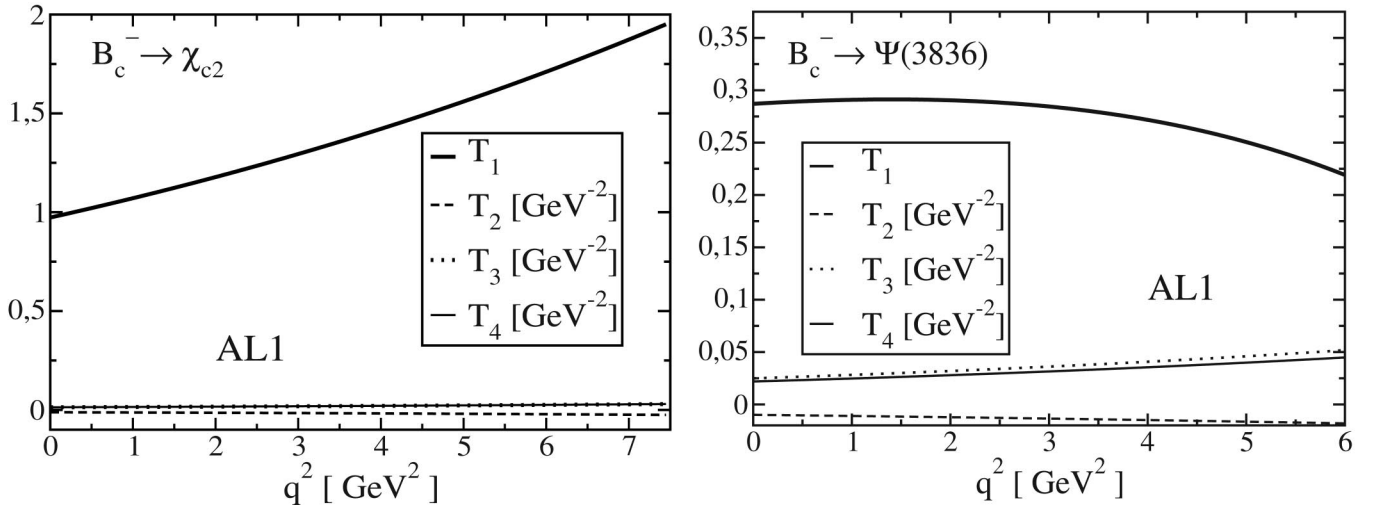 2
1,5
1
0,5
0
B_c^- → χ_{c2}
T_1
T_2 [GeV^{-2}]
T_3 [GeV^{-2}]
T_4 [GeV^{-2}]
AL1
0 1 2 3 4 5 6 7
q^2 [ GeV^2 ]
0,35
0,3
0,25
0,2
0,15
0,1
0,05
0
B_c^- → Ψ(3836)
T_1
T_2 [GeV^{-2}]
T_3 [GeV^{-2}]
T_4 [GeV^{-2}]
AL1
0 1 2 3 4 5 6
q^2 [ GeV^2 ]